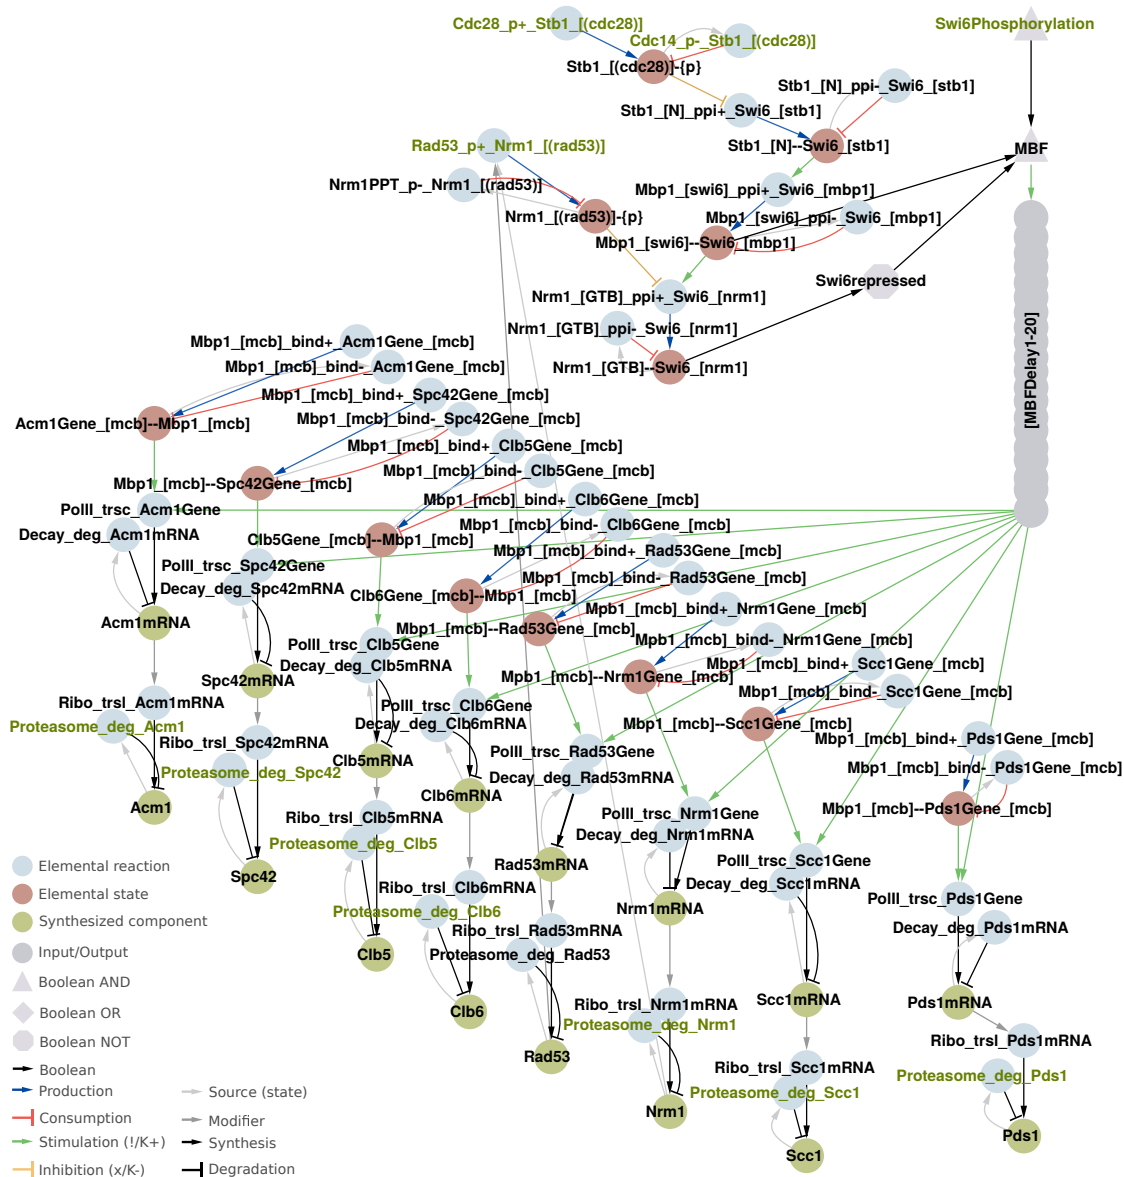 Cdc28_p+_Stb1_[(cdc28)]
Swi6Phosphorylation
Cdc14_p-_Stb1_[(cdc28)]
Stb1_[(cdc28)]-{p}
Stb1_[N]_ppi-_Swi6_[stb1]
Stb1_[N]_ppi+_Swi6_[stb1]
Rad53_p+_Nrm1_[(rad53)]
Stb1_[N]--Swi6_[stb1]
MBF
Nrm1PPT_p-_Nrm1_[(rad53)]
Mbp1_[swi6]_ppi+_Swi6_[mbp1]
Nrm1_[(rad53)]-{p}
Mbp1_[swi6]_ppi-_Swi6_[mbp1]
Mbp1_[swi6]--Swi6_[mbp1]
Swi6repressed
Nrm1_[GTB]_ppi+_Swi6_[nrm1]
Nrm1_[GTB]_ppi-_Swi6_[nrm1]
[MBFDelay1-20]
Mbp1_[mcb]_bind+_Acm1Gene_[mcb]
Mbp1_[mcb]_bind-_Acm1Gene_[mcb]
Nrm1_[GTB]--Swi6_[nrm1]
Mbp1_[mcb]_bind+_Spc42Gene_[mcb]
Acm1Gene_[mcb]--Mbp1_[mcb]
Mbp1_[mcb]_bind-_Spc42Gene_[mcb]
Mbp1_[mcb]_bind+_Clb5Gene_[mcb]
Mbp1_[mcb]_bind-_Clb5Gene_[mcb]
Mbp1_[mcb]--Spc42Gene_[mcb]
Mbp1_[mcb]_bind+_Clb6Gene_[mcb]
PolII_trsc_Acm1Gene
Mbp1_[mcb]_bind-_Clb6Gene_[mcb]
Decay_deg_Acm1mRNA
Clb5Gene_[mcb]--Mbp1_[mcb]
Mbp1_[mcb]_bind+_Rad53Gene_[mcb]
PolII_trsc_Spc42Gene
Mbp1_[mcb]_bind-_Rad53Gene_[mcb]
Decay_deg_Spc42mRNA
Clb6Gene_[mcb]--Mbp1_[mcb]
Mbp1_[mcb]_bind+_Nrm1Gene_[mcb]
Acm1mRNA
Mbp1_[mcb]--Rad53Gene_[mcb]
Mbp1_[mcb]_bind-_Nrm1Gene_[mcb]
PolII_trsc_Clb5Gene
Decay_deg_Clb5mRNA
Mbp1_[mcb]_bind+_Scc1Gene_[mcb]
Spc42mRNA
Mbp1_[mcb]--Nrm1Gene_[mcb]
Mbp1_[mcb]_bind-_Scc1Gene_[mcb]
Ribo_trsl_Acm1mRNA
PolII_trsc_Clb6Gene
Proteasome_deg_Acm1
Decay_deg_Clb6mRNA
Mbp1_[mcb]--Scc1Gene_[mcb]
Ribo_trsl_Spc42mRNA
Mbp1_[mcb]_bind+_Pds1Gene_[mcb]
PolII_trsc_Rad53Gene
Clb5mRNA
Proteasome_deg_Spc42
Mbp1_[mcb]_bind-_Pds1Gene_[mcb]
Decay_deg_Rad53mRNA
Clb6mRNA
Acm1
Mbp1_[mcb]--Pds1Gene_[mcb]
Ribo_trsl_Clb5mRNA
PolII_trsc_Nrm1Gene
Decay_deg_Nrm1mRNA
Proteasome_deg_Clb5
PolII_trsc_Scc1Gene
Rad53mRNA
Elemental reaction
Spc42
Ribo_trsl_Clb6mRNA
Decay_deg_Scc1mRNA
Elemental state
PolII_trsc_Pds1Gene
Nrm1mRNA
Proteasome_deg_Clb6
Synthesized component
Decay_deg_Pds1mRNA
Ribo_trsl_Rad53mRNA
Input/Output
Clb5
Proteasome_deg_Rad53
Boolean AND
Scc1mRNA
Pds1mRNA
Ribo_trsl_Nrm1mRNA
Clb6
Boolean OR
Proteasome_deg_Nrm1
Boolean NOT
Ribo_trsl_Pds1mRNA
Rad53
Boolean
Ribo_trsl_Scc1mRNA
Proteasome_deg_Pds1
Production
Source (state)
Proteasome_deg_Scc1
Nrm1
Consumption
Modifier
Pds1
Stimulation (!/K+)
Synthesis
Scc1
Inhibition (x/K-)
Degradation